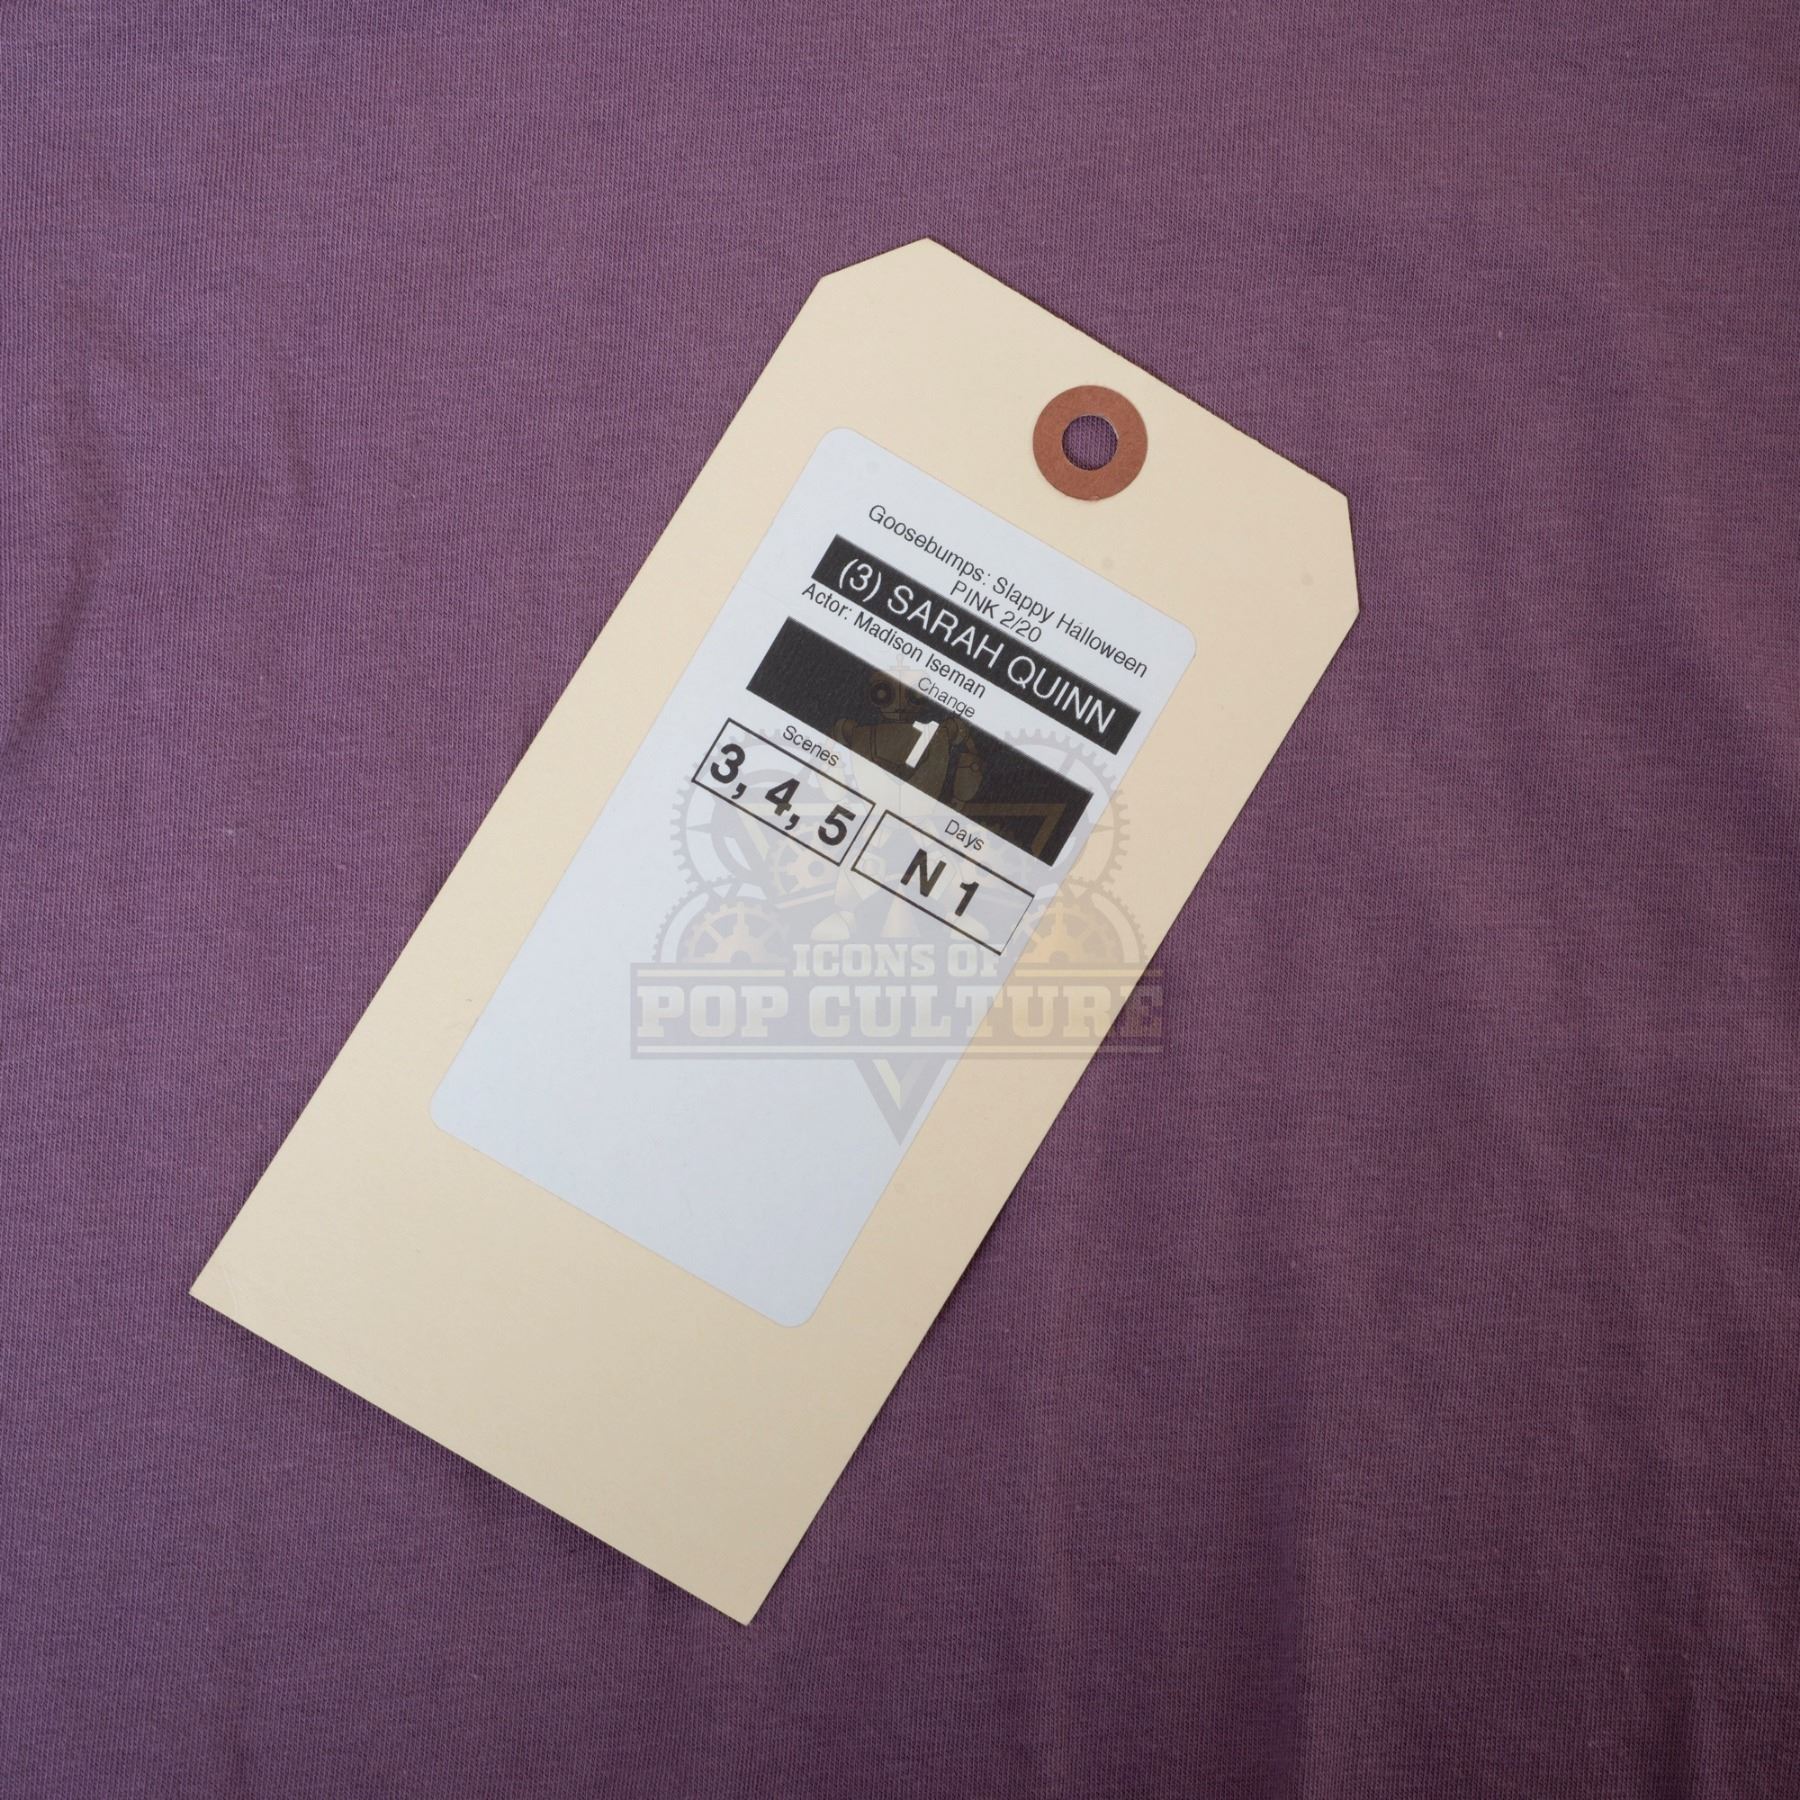 Goosebumps: Slappy Halloween
PINK 2/20
(3) SARAH QUINN
Actor: Madison Iseman
Change
1
Scenes
3, 4, 5
Days
N 1
ICONS OF
POP CULTURE